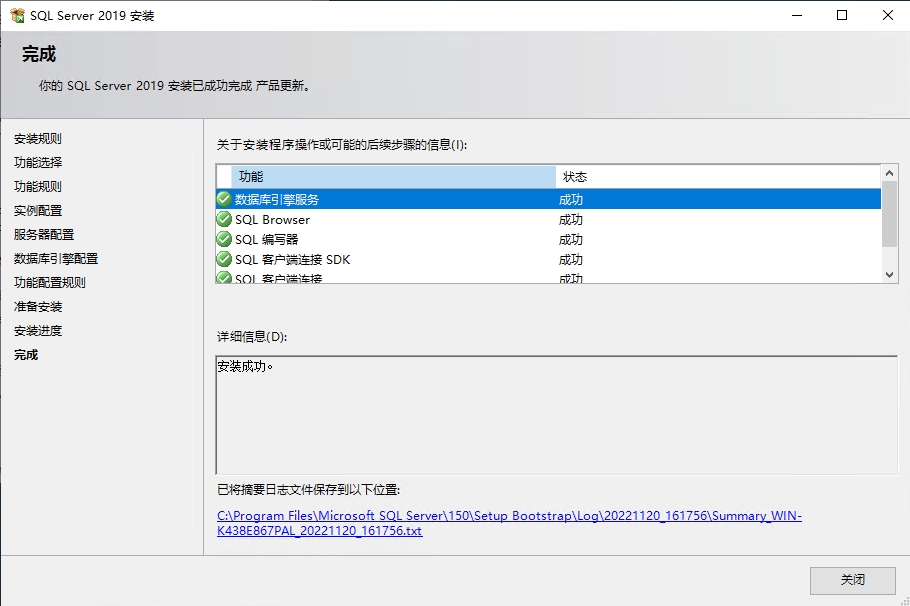 SQL Server 2019 安装
完成
你的 SQL Server 2019 安装已成功完成 产品更新。
安装规则
功能选择
功能规则
实例配置
服务器配置
数据库引擎配置
功能配置规则
准备安装
安装进度
完成
关于安装程序操作或可能的后续步骤的信息(I):
功能 状态
数据库引擎服务 成功
SQL Browser 成功
SQL 编写器 成功
SQL 客户端连接 SDK 成功
SQL 客户端连接 成功
详细信息(D):
安装成功。
已将摘要日志文件保存到以下位置:
C:\Program Files\Microsoft SQL Server\150\Setup Bootstrap\Log\20221120_161756\Summary_WIN-
K438E867PAL_20221120_161756.txt
关闭